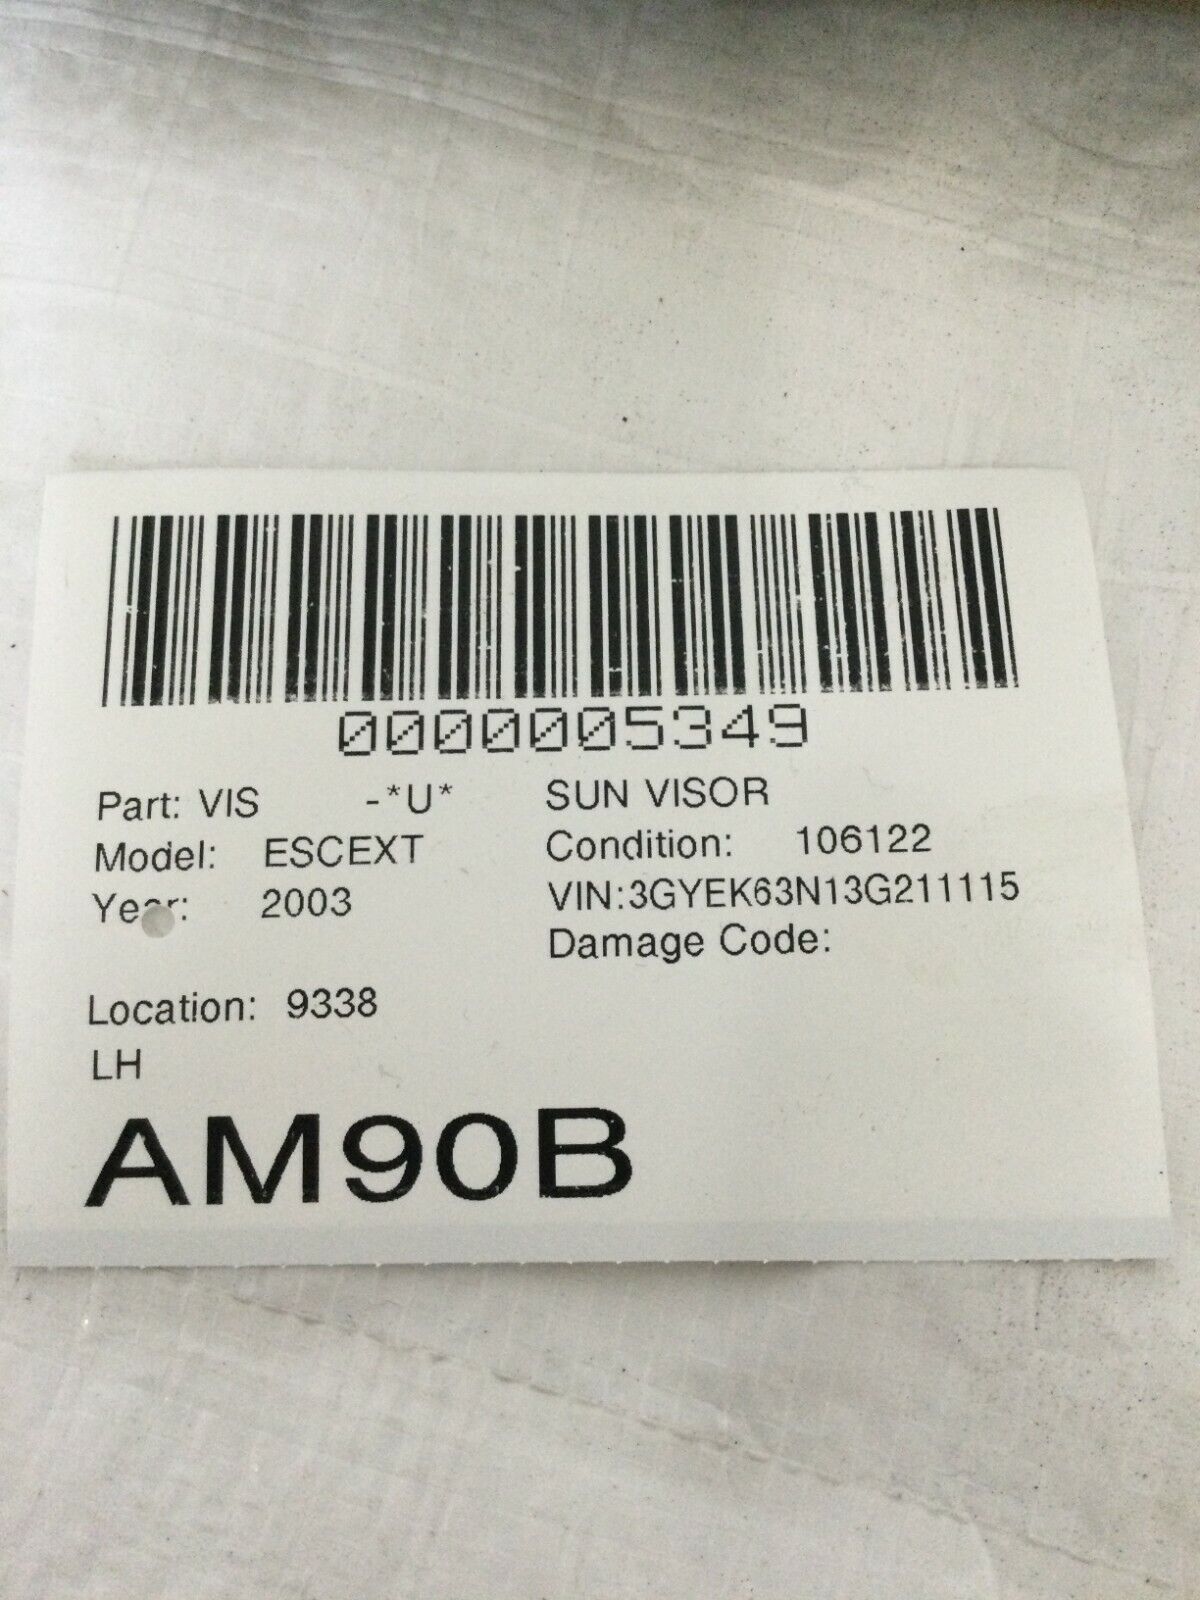 0000005349
Part: VIS -*U* SUN VISOR
Model: ESCEXT Condition: 106122
Year: 2003 VIN:3GYEK63N13G211115
Damage Code:
Location: 9338
LH
AM90B